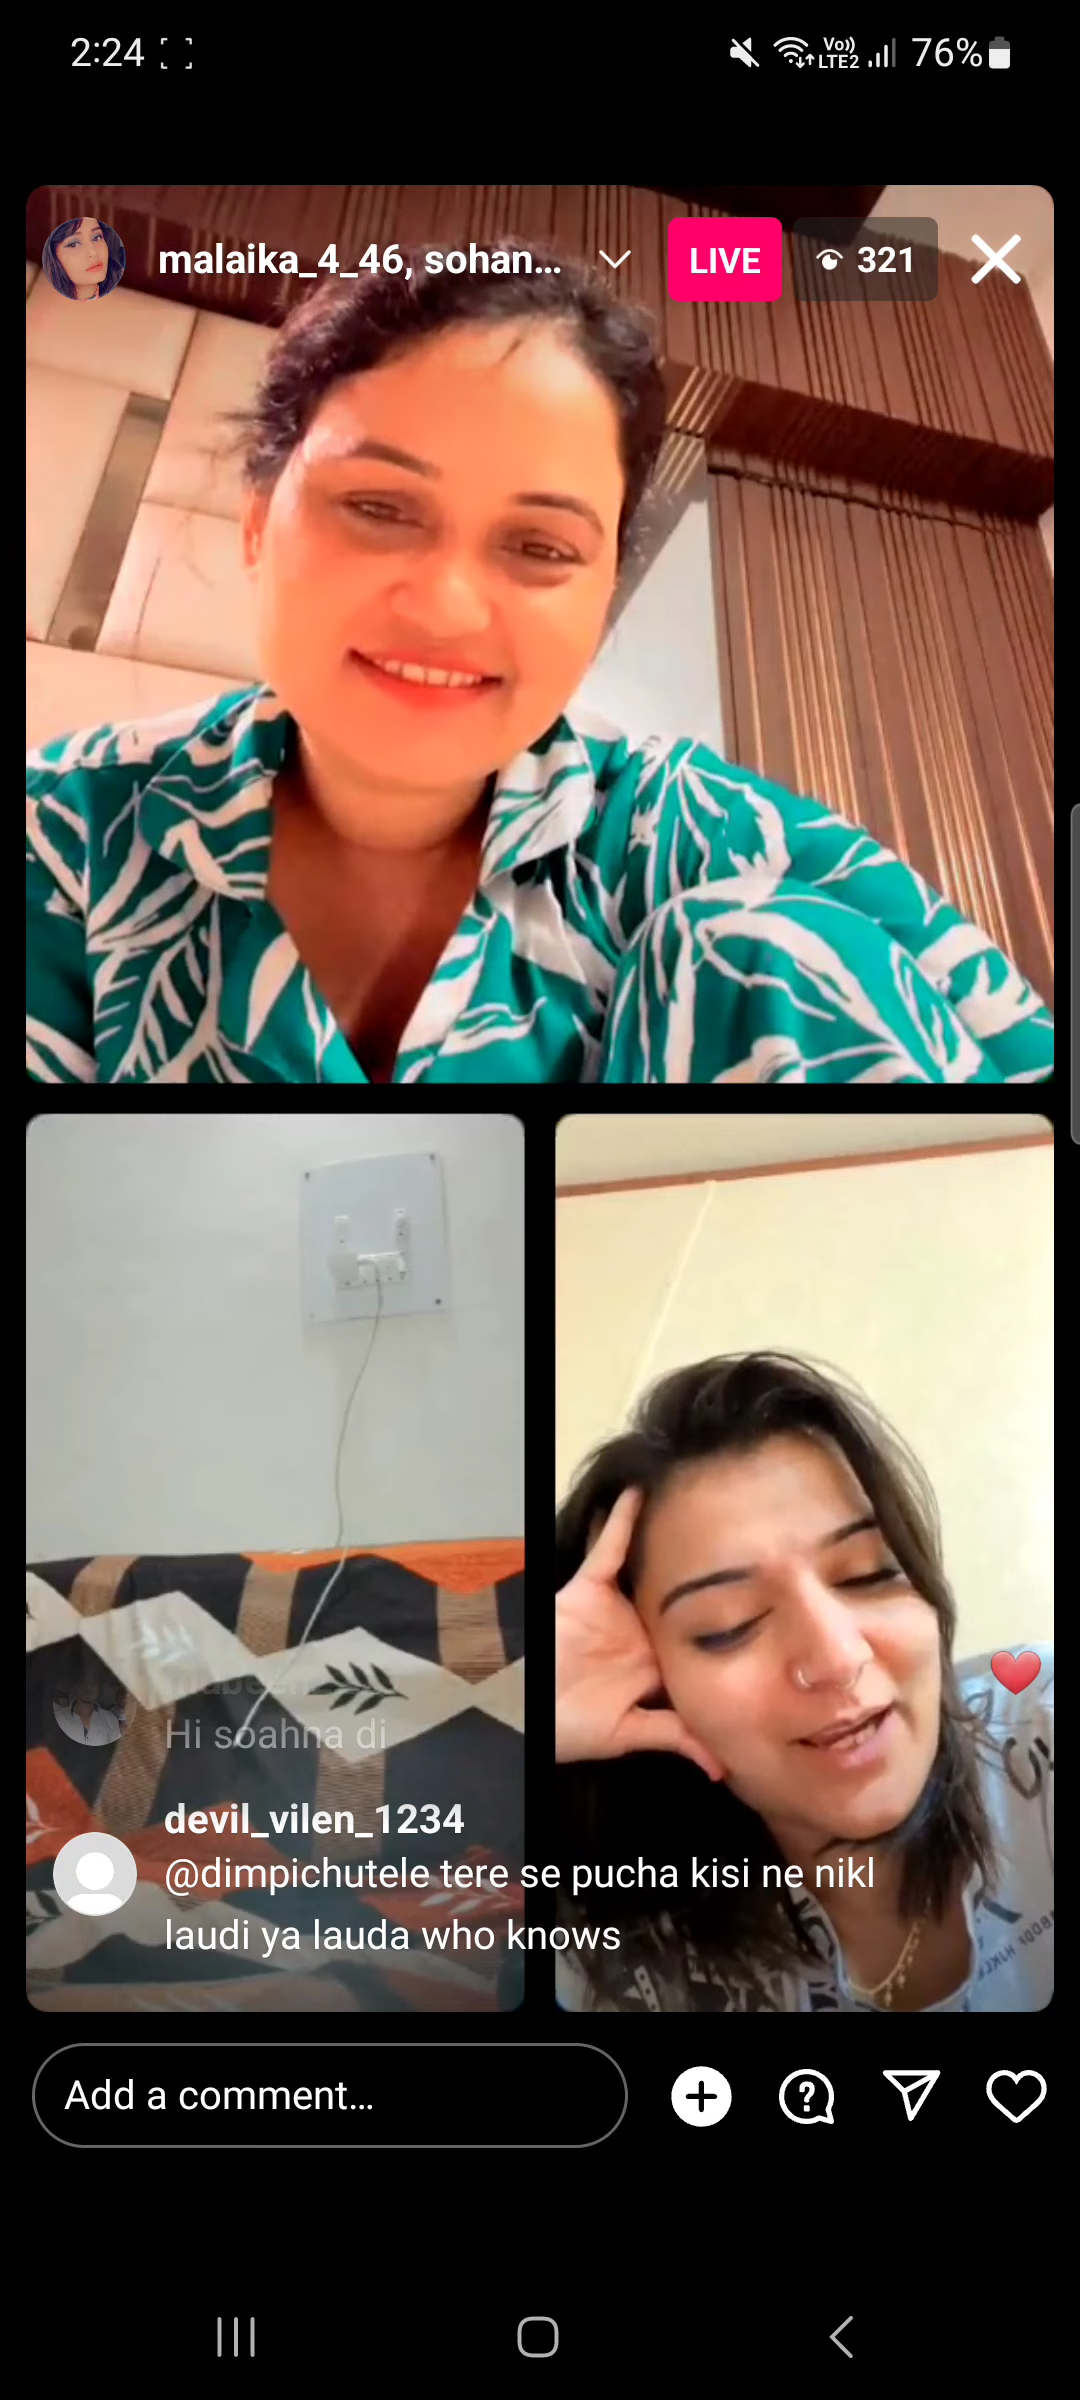 2:24
Vo))
LTE2
76%
malaika_4_46, sohan...
LIVE
321
Hi soahna di
devil_vilen_1234
@dimpichutele tere se pucha kisi ne nikl
laudi ya lauda who knows
Add a comment...